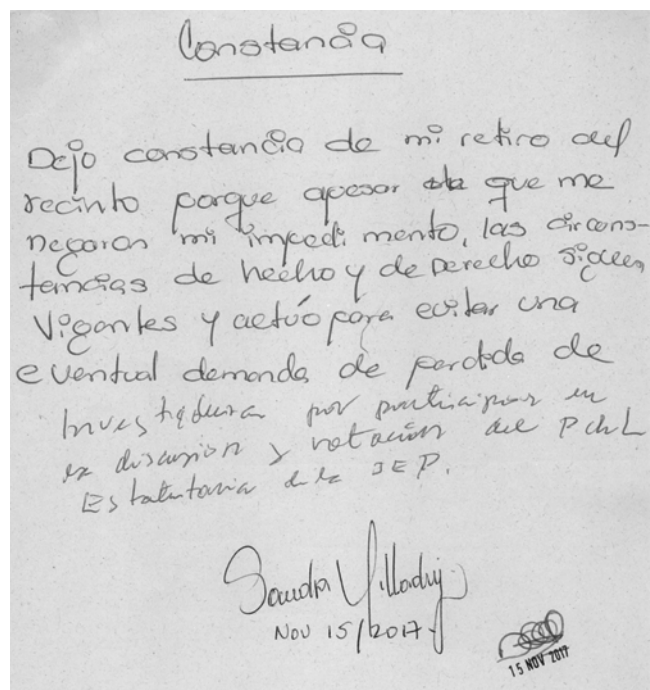 Constancia
Dejo constancia de mi retiro del
recinto porque apesar de que me
negaron mi impedimento, las circuns-
tancias de hecho y de Derecho siguen
vigentes y actúo para evitar una
eventual demanda de perdida de
investidura por participar en
la discusion y votación del P de L
Estatutaria de la JEP.
Sandra Villadiego
Nov 15/2017
15 NOV 2017